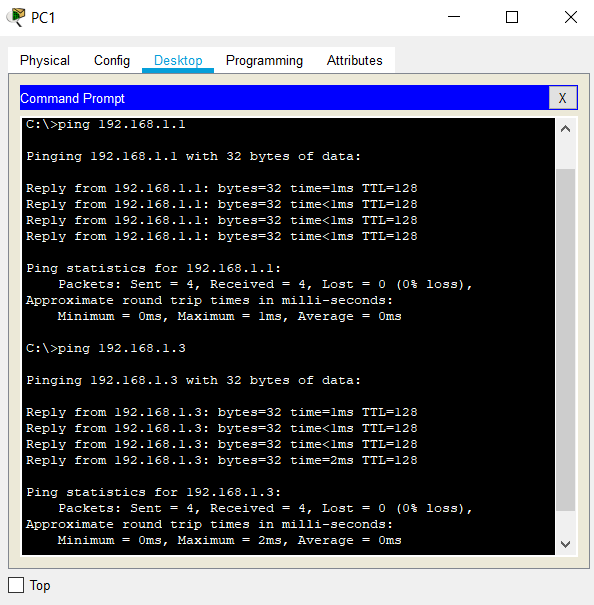 PC1
Physical Config Desktop Programming Attributes
Command Prompt X
C:\>ping 192.168.1.1
Pinging 192.168.1.1 with 32 bytes of data:
Reply from 192.168.1.1: bytes=32 time=1ms TTL=128
Reply from 192.168.1.1: bytes=32 time<1ms TTL=128
Reply from 192.168.1.1: bytes=32 time<1ms TTL=128
Reply from 192.168.1.1: bytes=32 time<1ms TTL=128
Ping statistics for 192.168.1.1:
Packets: Sent = 4, Received = 4, Lost = 0 (0% loss),
Approximate round trip times in milli-seconds:
Minimum = 0ms, Maximum = 1ms, Average = 0ms
C:\>ping 192.168.1.3
Pinging 192.168.1.3 with 32 bytes of data:
Reply from 192.168.1.3: bytes=32 time=1ms TTL=128
Reply from 192.168.1.3: bytes=32 time<1ms TTL=128
Reply from 192.168.1.3: bytes=32 time<1ms TTL=128
Reply from 192.168.1.3: bytes=32 time=2ms TTL=128
Ping statistics for 192.168.1.3:
Packets: Sent = 4, Received = 4, Lost = 0 (0% loss),
Approximate round trip times in milli-seconds:
Minimum = 0ms, Maximum = 2ms, Average = 0ms
Top